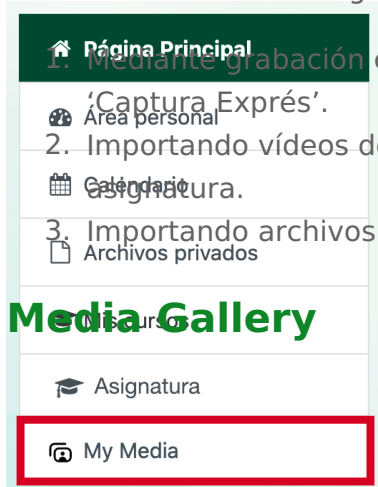 Página Principal
1. Mediante grabación
‘Captura Exprés’.
Área personal
2. Importando vídeos
Calendario
asignatura.
3. Importando archivos
Archivos privados
Media Gallery
Mis cursos
Asignatura
My Media